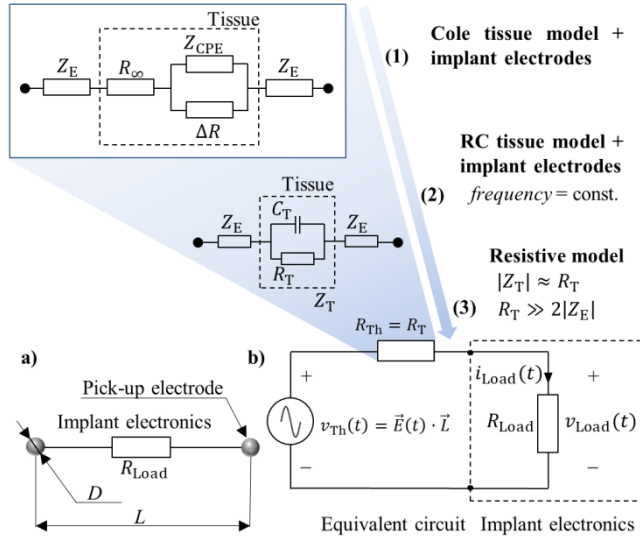 Tissue
Z_CPE
Z_E
R_∞
Z_E
ΔR
(1)
Cole tissue model +
implant electrodes
RC tissue model +
implant electrodes
(2)
frequency = const.
Tissue
C_T
Z_E
Z_E
R_T
Z_T
Resistive model
|Z_T| ≈ R_T
(3)
R_T ≫ 2|Z_E|
R_Th = R_T
a)
Pick-up electrode
Implant electronics
R_Load
D
L
b)
+
v_Th(t) = E⃗(t) · L⃗
−
i_Load(t)
+
R_Load
v_Load(t)
−
Equivalent circuit
Implant electronics